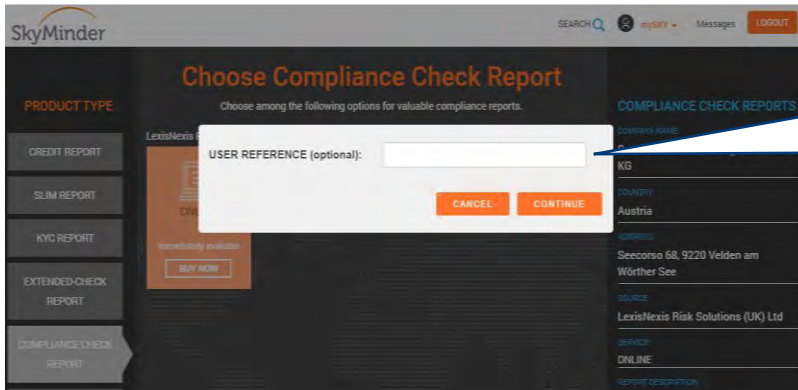 SkyMinder
SEARCH
mySKY
Messages
LOGOUT
Choose Compliance Check Report
Choose among the following options for valuable compliance reports.
PRODUCT TYPE
CREDIT REPORT
SLIM REPORT
KYC REPORT
EXTENDED-CHECK
REPORT
COMPLIANCE CHECK
REPORT
LexisNexis
USER REFERENCE (optional):
CANCEL
CONTINUE
Immediately available
BUY NOW
COMPLIANCE CHECK REPORTS
COMPANY NAME
KG
COUNTRY
Austria
ADDRESS
Seecorso 68, 9220 Velden am
Wörther See
SOURCE
LexisNexis Risk Solutions (UK) Ltd
SERVICE
ONLINE
REPORT DESCRIPTION